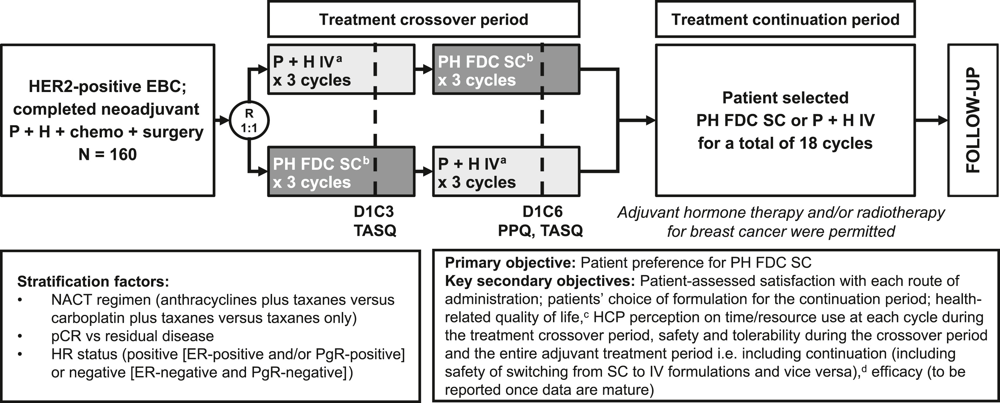 Treatment crossover period
Treatment continuation period
HER2-positive EBC;
completed neoadjuvant
P + H + chemo + surgery
N = 160
R
1:1
P + H IVᵃ
x 3 cycles
PH FDC SCᵇ
x 3 cycles
PH FDC SCᵇ
x 3 cycles
P + H IVᵃ
x 3 cycles
D1C3
TASQ
D1C6
PPQ, TASQ
Patient selected
PH FDC SC or P + H IV
for a total of 18 cycles
Adjuvant hormone therapy and/or radiotherapy
for breast cancer were permitted
FOLLOW-UP
Stratification factors:
• NACT regimen (anthracyclines plus taxanes versus
carboplatin plus taxanes versus taxanes only)
• pCR vs residual disease
• HR status (positive [ER-positive and/or PgR-positive]
or negative [ER-negative and PgR-negative])
Primary objective: Patient preference for PH FDC SC
Key secondary objectives: Patient-assessed satisfaction with each route of
administration; patients’ choice of formulation for the continuation period; health-
related quality of life,ᶜ HCP perception on time/resource use at each cycle during
the treatment crossover period, safety and tolerability during the crossover period
and the entire adjuvant treatment period i.e. including continuation (including
safety of switching from SC to IV formulations and vice versa),ᵈ efficacy (to be
reported once data are mature)